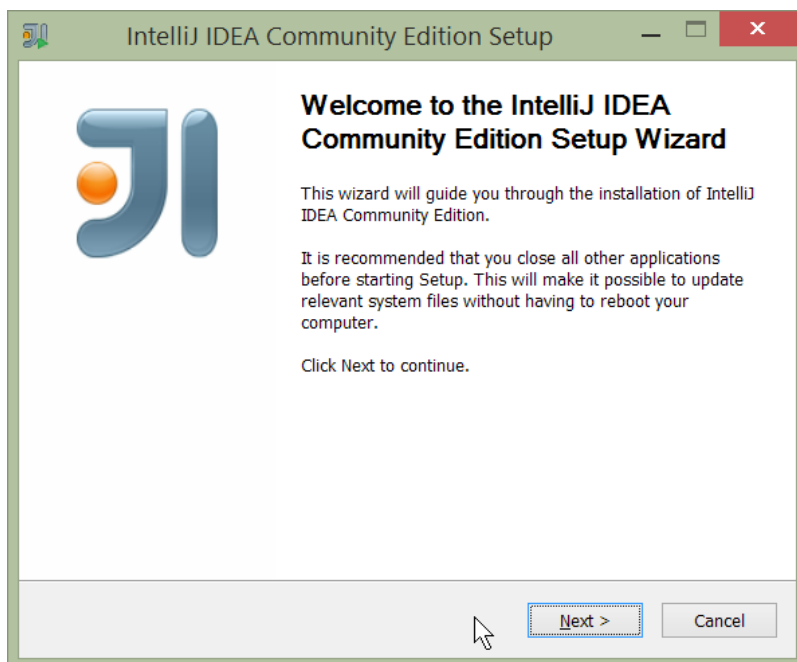 IntelliJ IDEA Community Edition Setup
Welcome to the IntelliJ IDEA
Community Edition Setup Wizard
This wizard will guide you through the installation of IntelliJ
IDEA Community Edition.
It is recommended that you close all other applications
before starting Setup. This will make it possible to update
relevant system files without having to reboot your
computer.
Click Next to continue.
Next >
Cancel